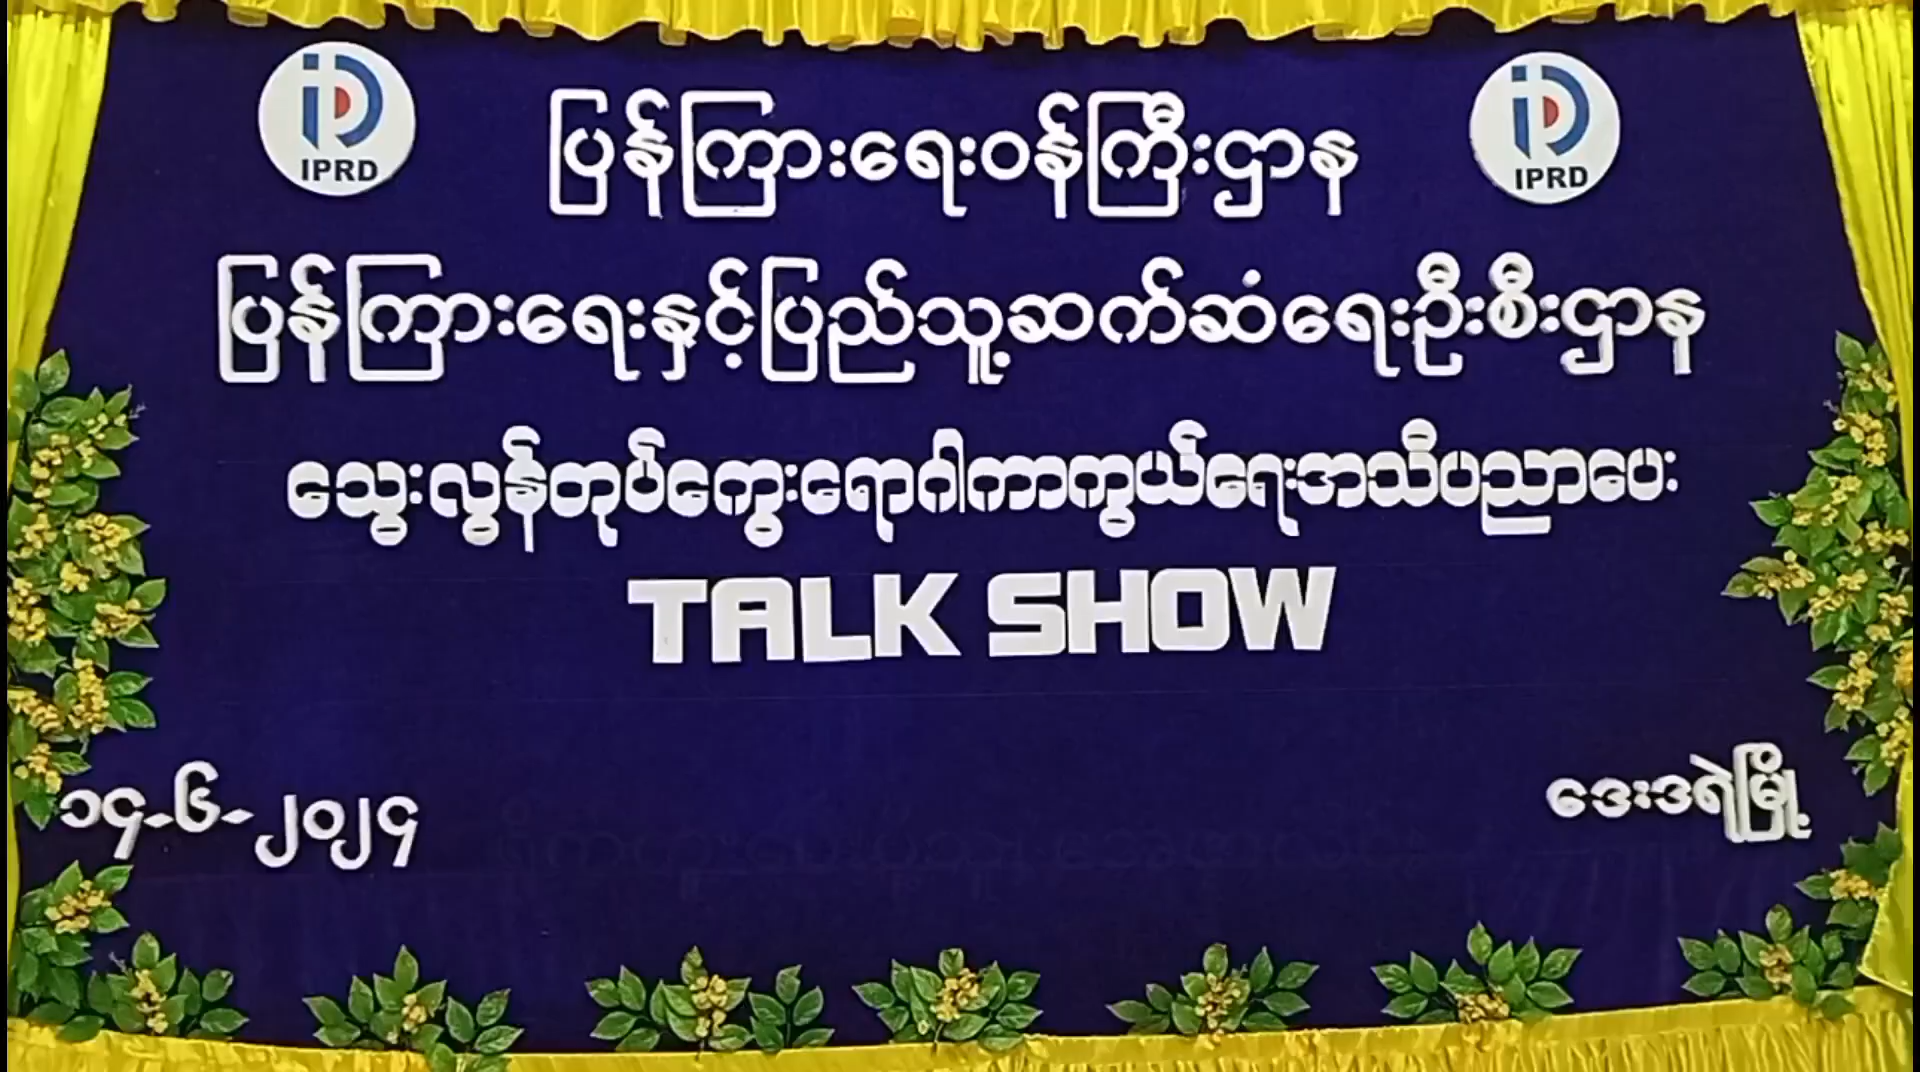 IPRD
IPRD
ပြန်ကြားရေးဝန်ကြီးဌာန
ပြန်ကြားရေးနှင့်ပြည်သူ့ဆက်ဆံရေးဦးစီးဌာန
သွေးလွန်တုပ်ကွေးရောဂါကာကွယ်ရေးအသိပညာပေး
TALK SHOW
၁၄-၆-၂၀၂၄
ဒေးဒရဲမြို့